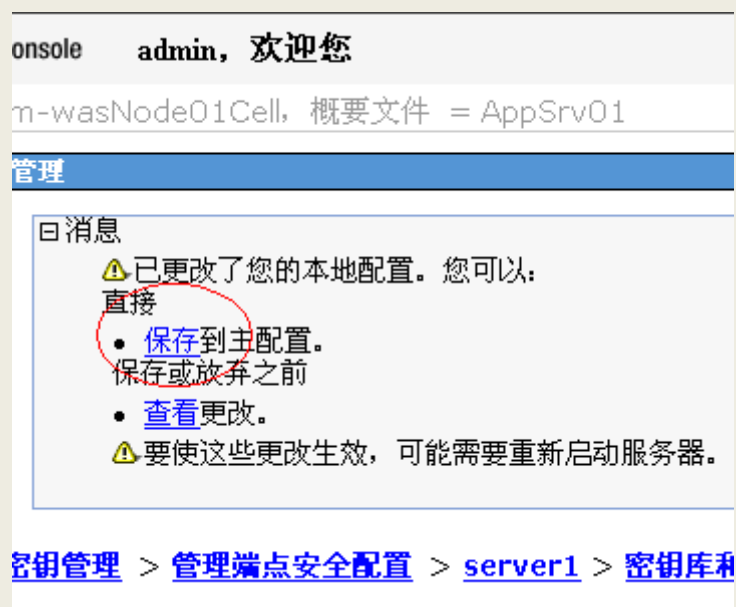 onsole admin，欢迎您
m-wasNode01Cell，概要文件 = AppSrv01
管理
消息
已更改了您的本地配置。您可以：
直接
• 保存到主配置。
保存或放弃之前
• 查看更改。
要使这些更改生效，可能需要重新启动服务器。
密钥管理 > 管理端点安全配置 > server1 > 密钥库和